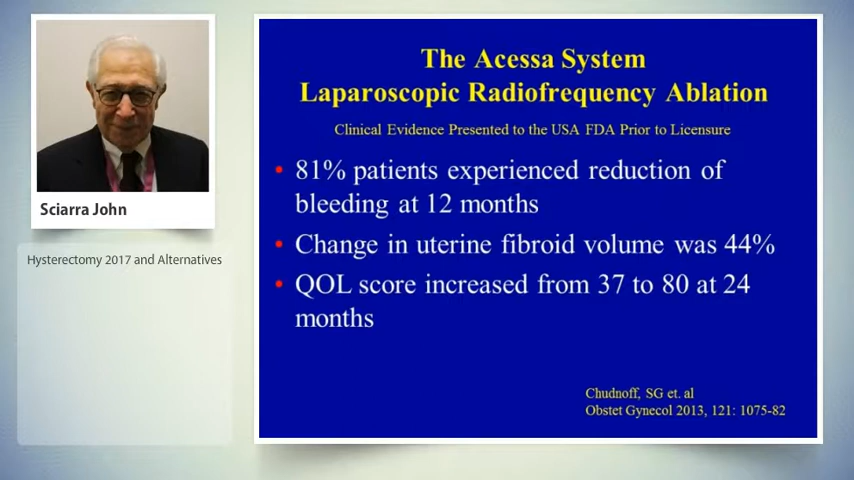 Sciarra John
Hysterectomy 2017 and Alternatives
The Acessa System
Laparoscopic Radiofrequency Ablation
Clinical Evidence Presented to the USA FDA Prior to Licensure
• 81% patients experienced reduction of
bleeding at 12 months
• Change in uterine fibroid volume was 44%
• QOL score increased from 37 to 80 at 24
months
Chudnoff, SG et. al
Obstet Gynecol 2013, 121: 1075-82